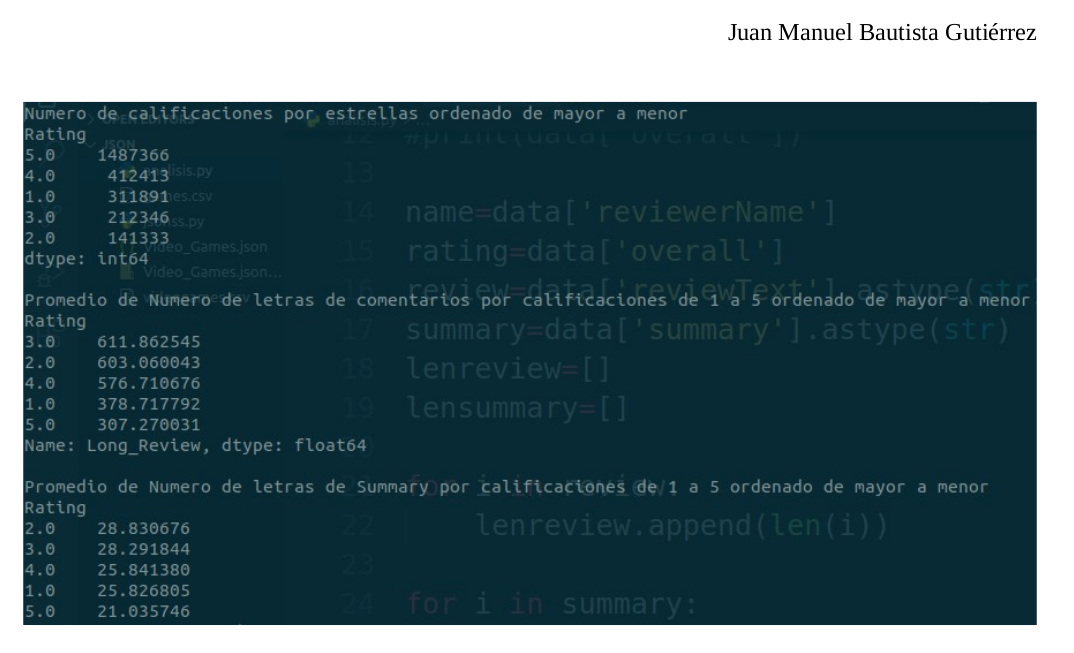 Juan Manuel Bautista Gutiérrez
Numero de calificaciones por estrellas ordenado de mayor a menor
Rating
5.0 1487366
4.0 412413
1.0 311891
3.0 212346
2.0 141333
dtype: int64
Promedio de Numero de letras de comentarios por calificaciones de 1 a 5 ordenado de mayor a menor
Rating
3.0 611.862545
2.0 603.060043
4.0 576.710676
1.0 378.717792
5.0 307.270031
Name: Long_Review, dtype: float64
Promedio de Numero de letras de Summary por calificaciones de 1 a 5 ordenado de mayor a menor
Rating
2.0 28.830676
3.0 28.291844
4.0 25.841380
1.0 25.826805
5.0 21.035746
OPEN EDITORS
JSON
Video_Games.json
Video_Games.json...
12 #print(data['overall'])
13
14 name=data['reviewerName']
15 rating=data['overall']
16 review=data['reviewText'].astype(str
17 summary=data['summary'].astype(str)
18 lenreview=[]
19 lensummary=[]
for i in review:
22 lenreview.append(len(i))
23
24 for i in summary: